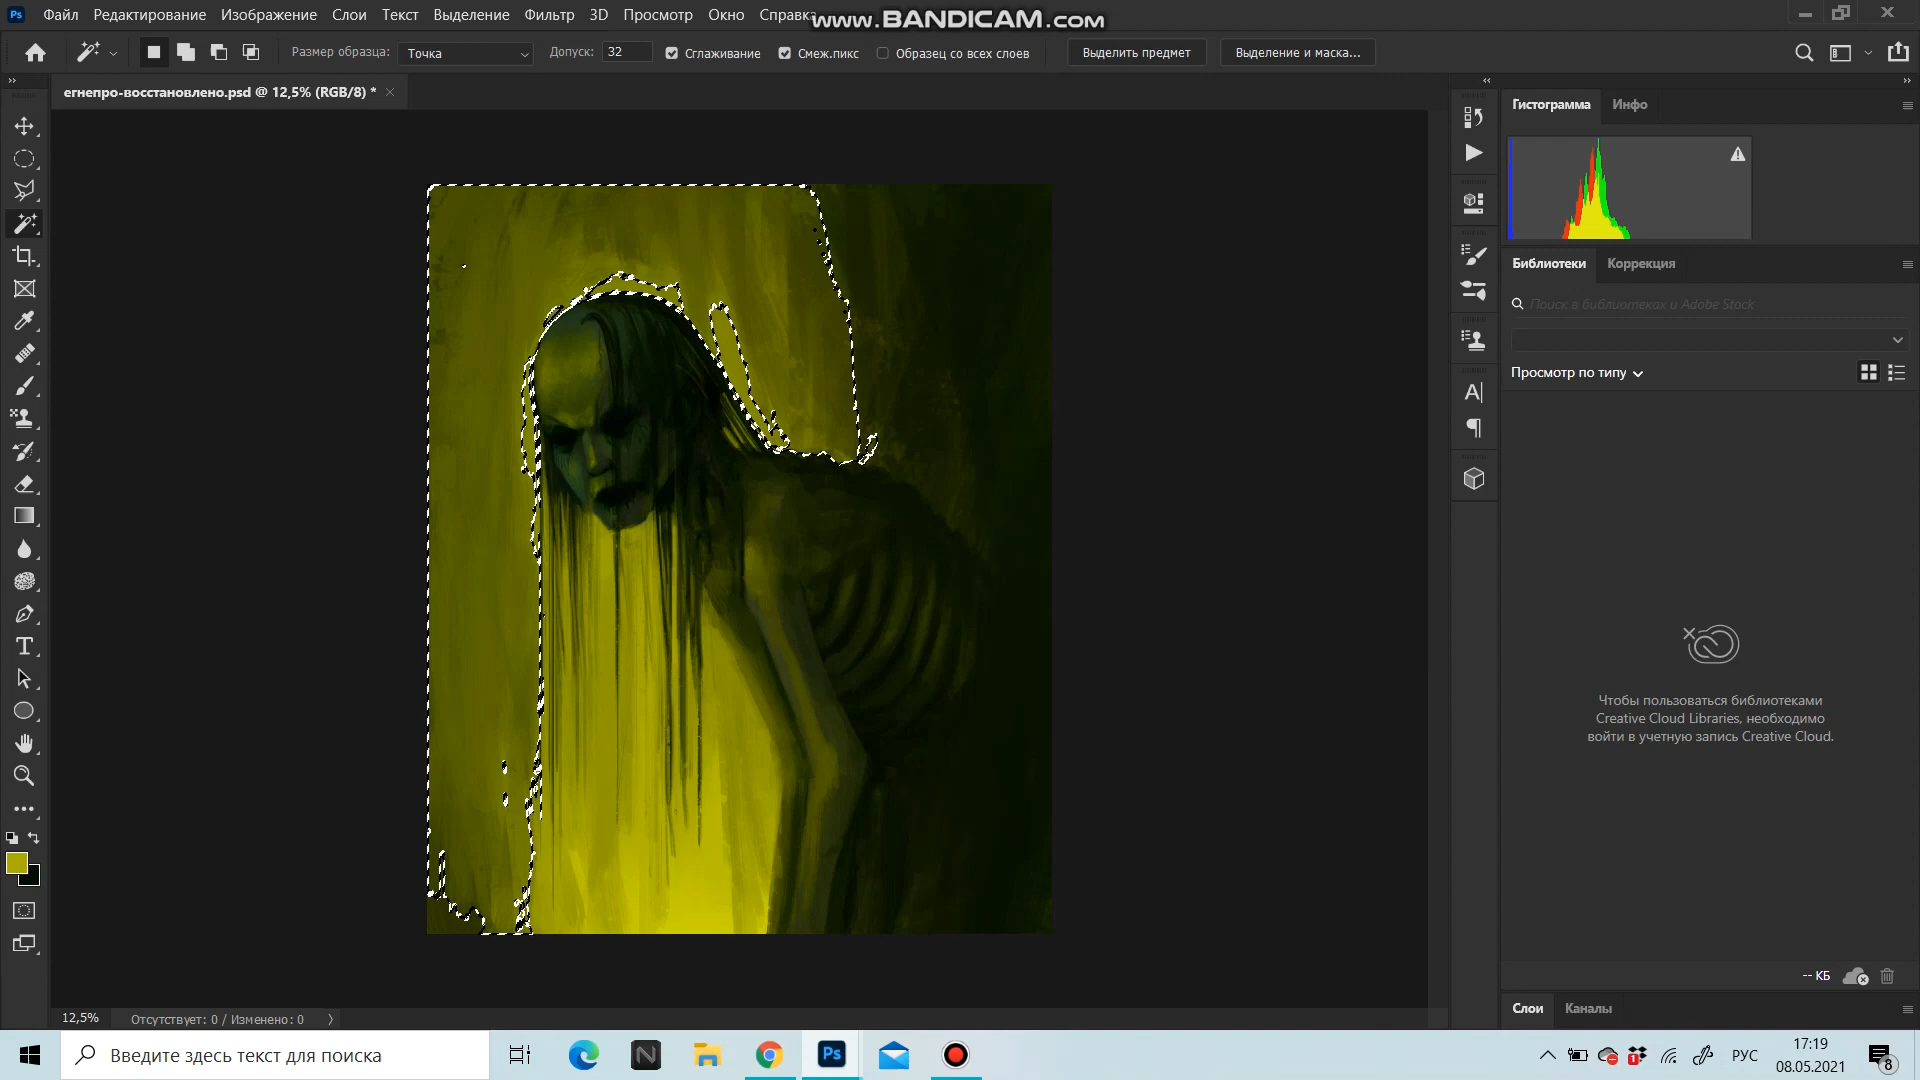 Ps Файл Редактирование Изображение Слои Текст Выделение Фильтр 3D Просмотр Окно Справка
www.BANDICAM.com
Размер образца: Точка Допуск: 32 Сглаживание Смеж.пикс Образец со всех слоев Выделить предмет Выделение и маска...
егнепро-восстановлено.psd @ 12,5% (RGB/8) *
Гистограмма Инфо
Библиотеки Коррекция
Поиск в библиотеках и Adobe Stock
Просмотр по типу
Чтобы пользоваться библиотеками
Creative Cloud Libraries, необходимо
войти в учетную запись Creative Cloud.
-- КБ
Слои Каналы
12,5% Отсутствует: 0 / Изменено: 0
Введите здесь текст для поиска
N
Ps
1
РУС
17:19
08.05.2021
8